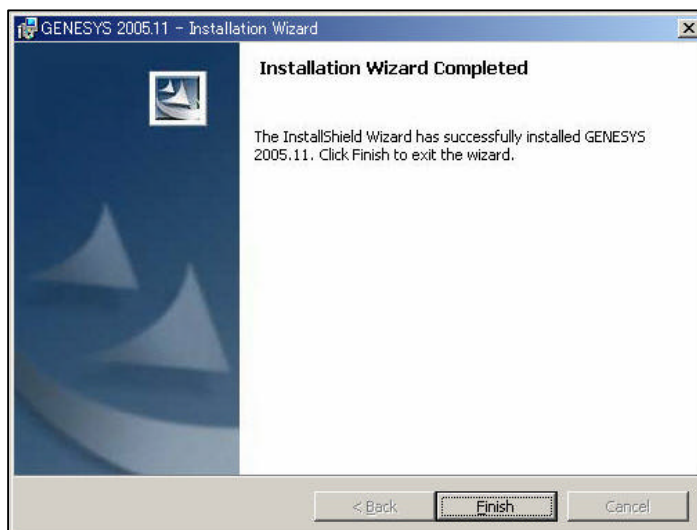 GENESYS 2005.11 - Installation Wizard
Installation Wizard Completed
The InstallShield Wizard has successfully installed GENESYS
2005.11. Click Finish to exit the wizard.
< Back
Finish
Cancel